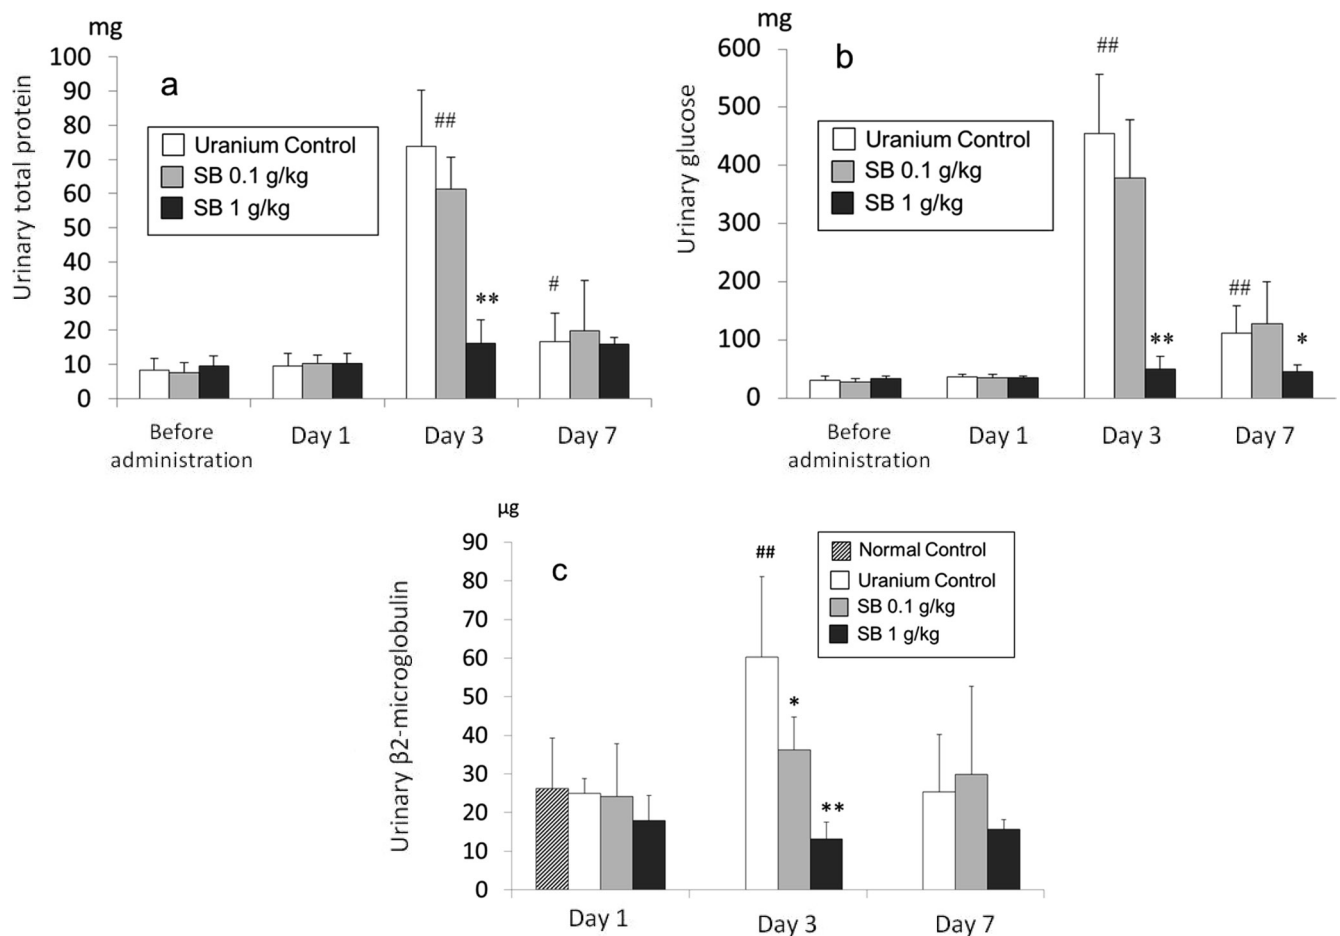 mg
100
90
80
70
60
50
40
30
20
10
0
Urinary total protein
a
Uranium Control
SB 0.1 g/kg
SB 1 g/kg
##
**
#
Before
administration
Day 1
Day 3
Day 7
mg
600
500
400
300
200
100
0
Urinary glucose
b
Uranium Control
SB 0.1 g/kg
SB 1 g/kg
##
**
##
*
Before
administration
Day 1
Day 3
Day 7
µg
90
80
70
60
50
40
30
20
10
0
Urinary β2-microglobulin
c
Normal Control
Uranium Control
SB 0.1 g/kg
SB 1 g/kg
##
*
**
Day 1
Day 3
Day 7